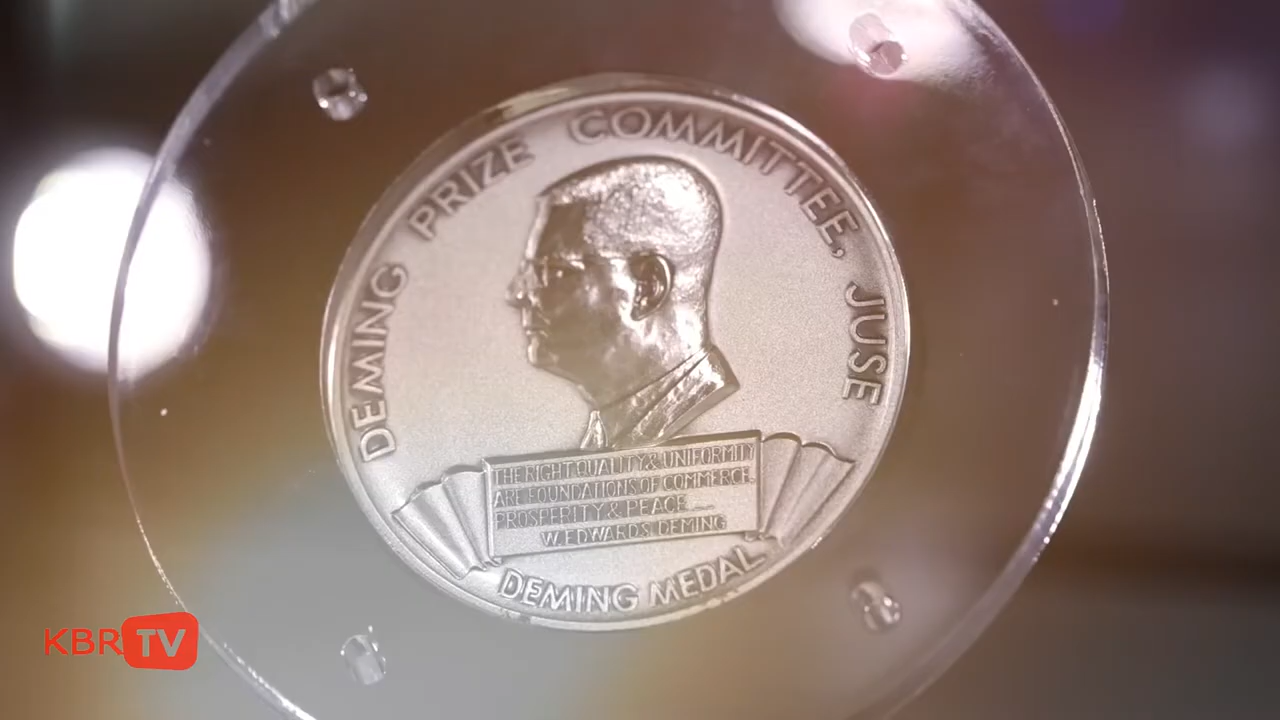 DEMING PRIZE COMMITTEE, JUSE
THE RIGHT QUALITY & UNIFORMITY
ARE FOUNDATIONS OF COMMERCE,
PROSPERITY & PEACE
W. EDWARDS DEMING
DEMING MEDAL
KBR TV